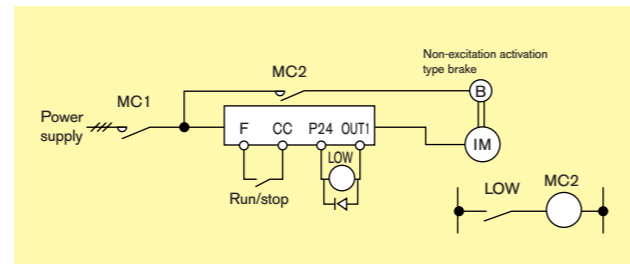 Non-excitation activation
type brake
MC2
B
MC1
Power
supply
F CC P24 OUT1
IM
LOW
Run/stop
LOW MC2